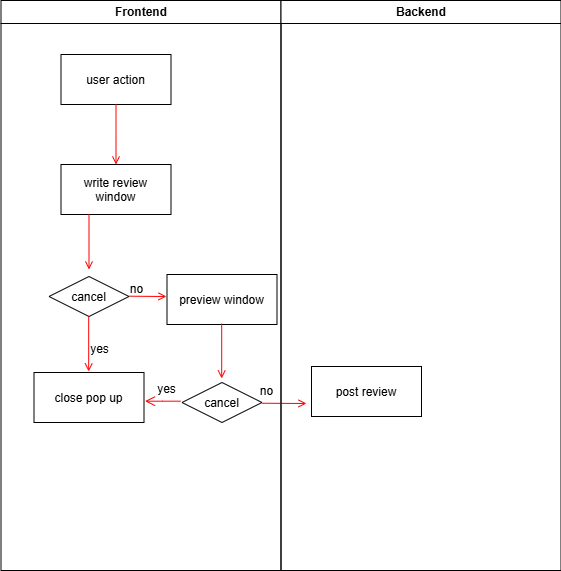 Frontend
Backend
user action
write review
window
cancel
no
preview window
yes
close pop up
yes
cancel
no
post review